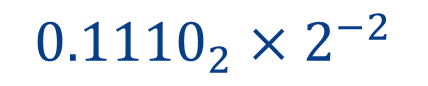 0.1110₂ × 2⁻²